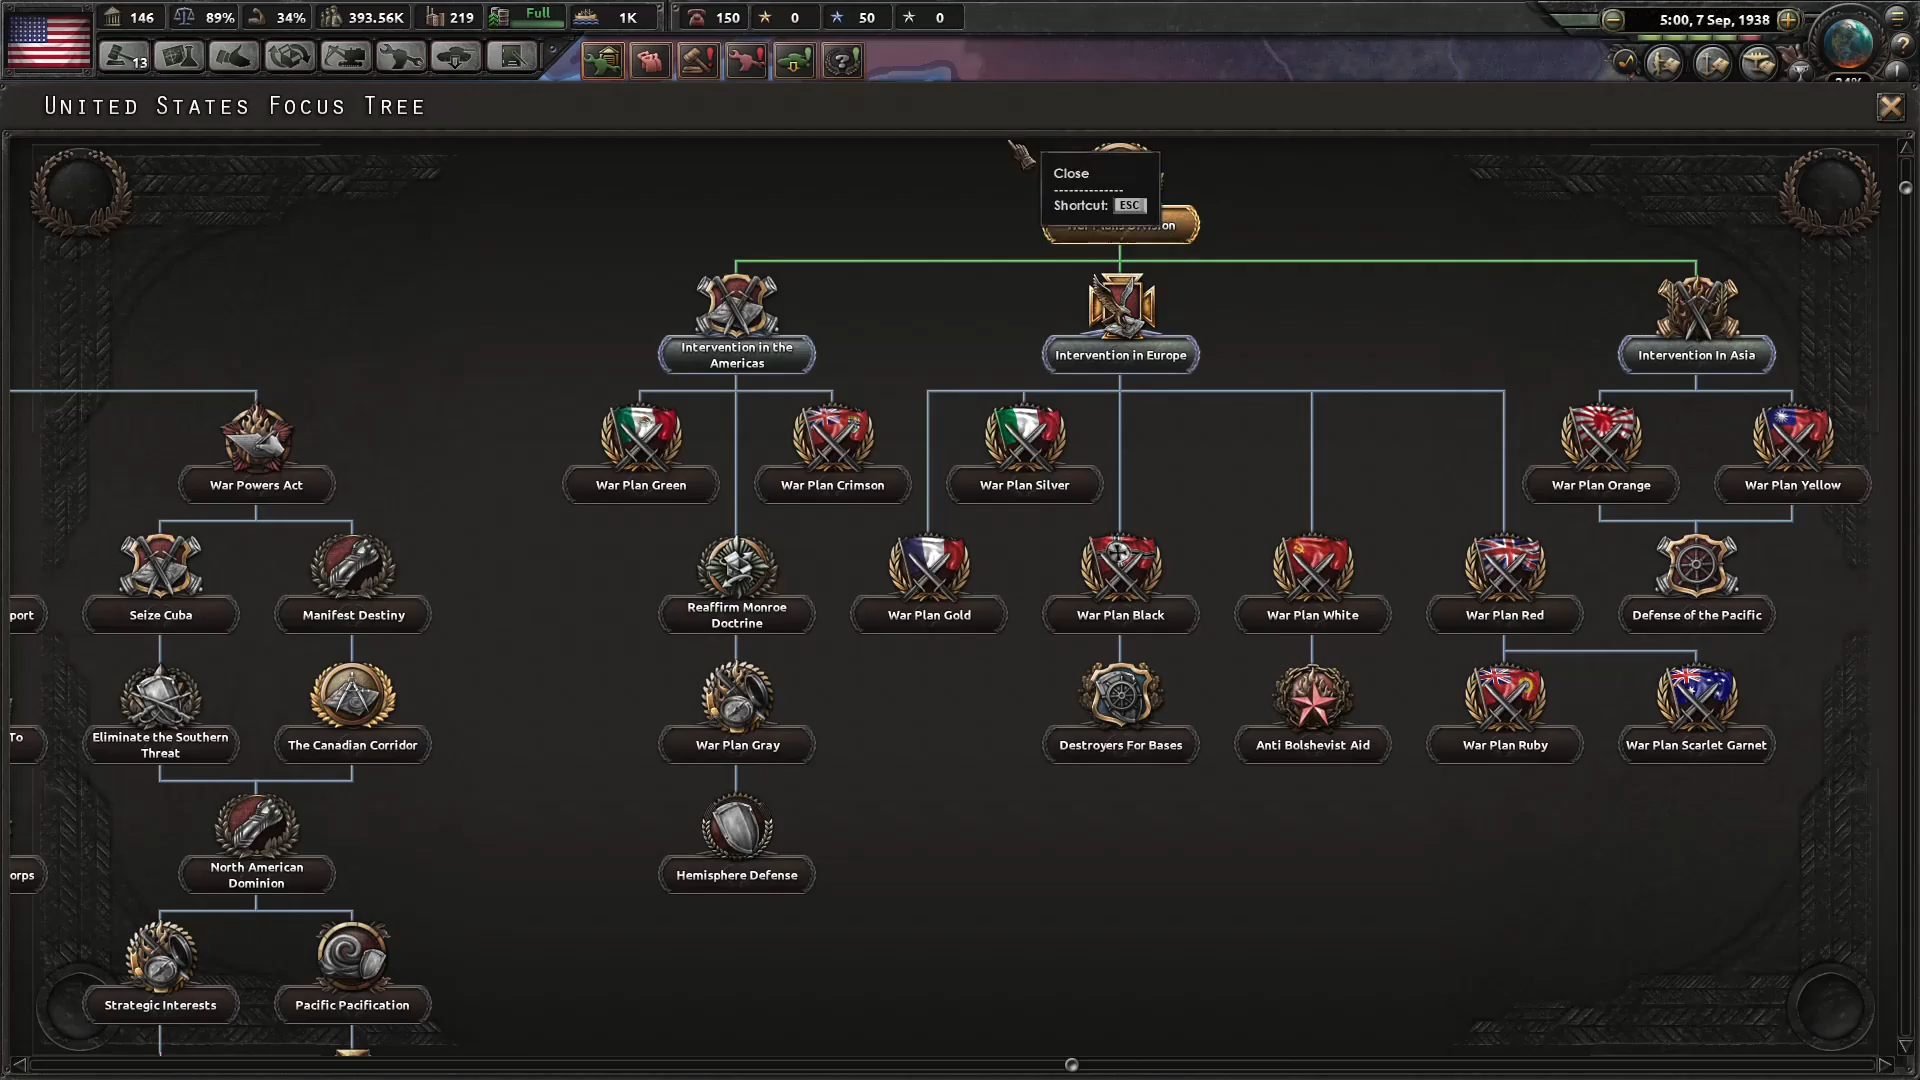 146
89%
34%
393.56K
219
Full
1K
150
0
50
0
5:00, 7 Sep, 1938
13
United States Focus Tree
Close
--------------
Shortcut: ESC
Intervention in the
Americas
Intervention in Europe
Intervention In Asia
War Powers Act
War Plan Green
War Plan Crimson
War Plan Silver
War Plan Orange
War Plan Yellow
port
Seize Cuba
Manifest Destiny
Reaffirm Monroe
Doctrine
War Plan Gold
War Plan Black
War Plan White
War Plan Red
Defense of the Pacific
To
Eliminate the Southern
Threat
The Canadian Corridor
War Plan Gray
Destroyers For Bases
Anti Bolshevist Aid
War Plan Ruby
War Plan Scarlet Garnet
orps
North American
Dominion
Hemisphere Defense
Strategic Interests
Pacific Pacification